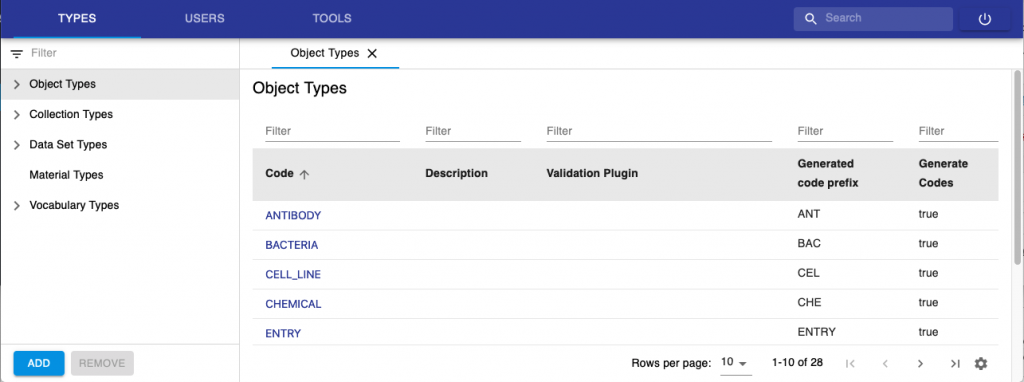 TYPES USERS TOOLS Search
Filter
Object Types
Collection Types
Data Set Types
Material Types
Vocabulary Types
ADD REMOVE
Object Types
Object Types
Filter Filter Filter Filter Filter
Code Description Validation Plugin Generated code prefix Generate Codes
ANTIBODY ANT true
BACTERIA BAC true
CELL_LINE CEL true
CHEMICAL CHE true
ENTRY ENTRY true
Rows per page: 10 1-10 of 28